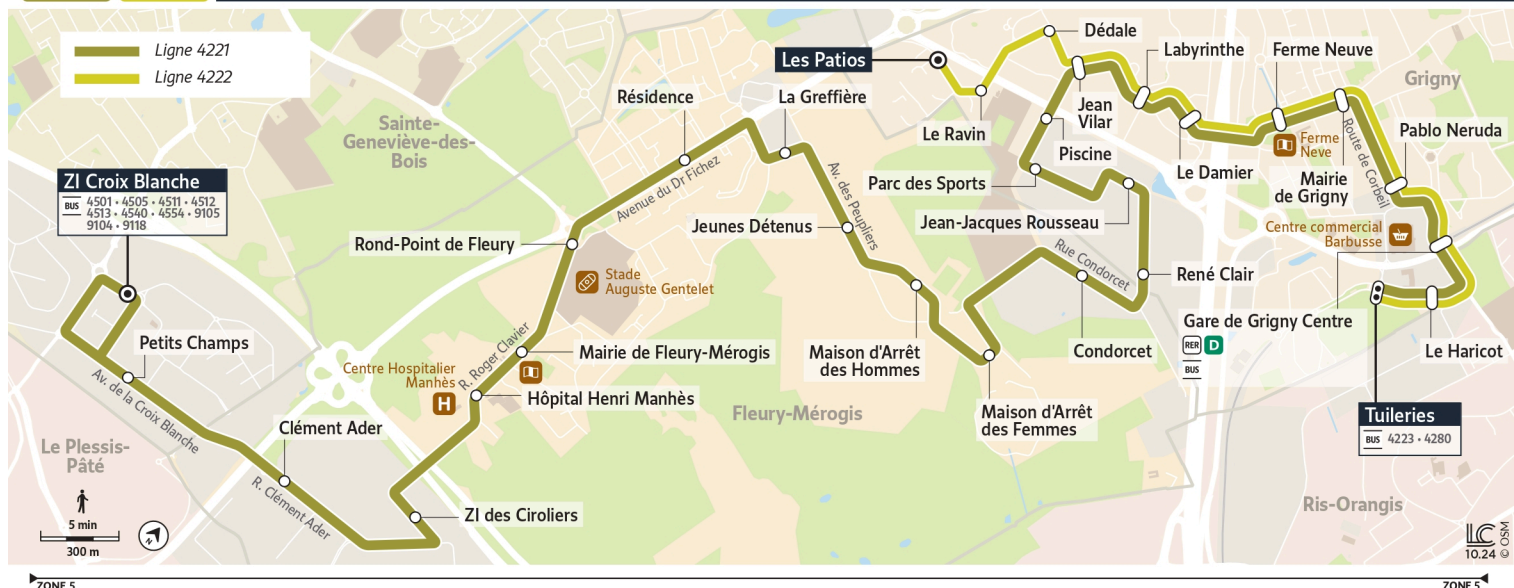 Ligne 4221
Ligne 4222
Sainte-
Geneviève-des-
Bois
ZI Croix Blanche
BUS
4501 • 4505 • 4511 • 4512
4513 • 4540 • 4554 • 9105
9104 • 9118
Petits Champs
Av. de la Croix Blanche
Le Plessis-
Pâté
Clément Ader
R. Clément Ader
5 min
300 m
N
ZI des Ciroliers
Centre Hospitalier
Manhès
H
Hôpital Henri Manhès
R. Roger Clavier
Mairie de Fleury-Mérogis
Stade
Auguste Gentelet
Rond-Point de Fleury
Avenue du Dr Fichez
Résidence
La Greffière
Av. des Peupliers
Jeunes Détenus
Maison d'Arrêt
des Hommes
Fleury-Mérogis
Maison d'Arrêt
des Femmes
Rue Condorcet
Condorcet
René Clair
Jean-Jacques Rousseau
Parc des Sports
Piscine
Jean
Vilar
Les Patios
Le Ravin
Dédale
Labyrinthe
Le Damier
Ferme Neuve
Ferme
Neve
Mairie
de Grigny
Grigny
Route de Corbeil
Pablo Neruda
Centre commercial
Barbusse
Gare de Grigny Centre
RER D
BUS
Le Haricot
Tuileries
BUS
4223 • 4280
Ris-Orangis
LC
10.24 © OSM
ZONE 5
ZONE 5